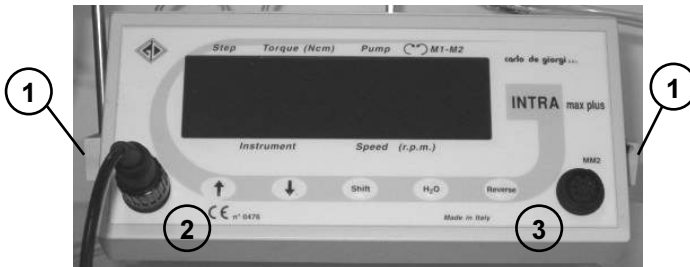 Step Torque (Ncm) Pump M1-M2
carlo de giorgi
1 1
INTRA max plus
Instrument Speed (r.p.m.)
MM2
Shift H₂O Reverse
2 3
CE n° 0476 Made in Italy